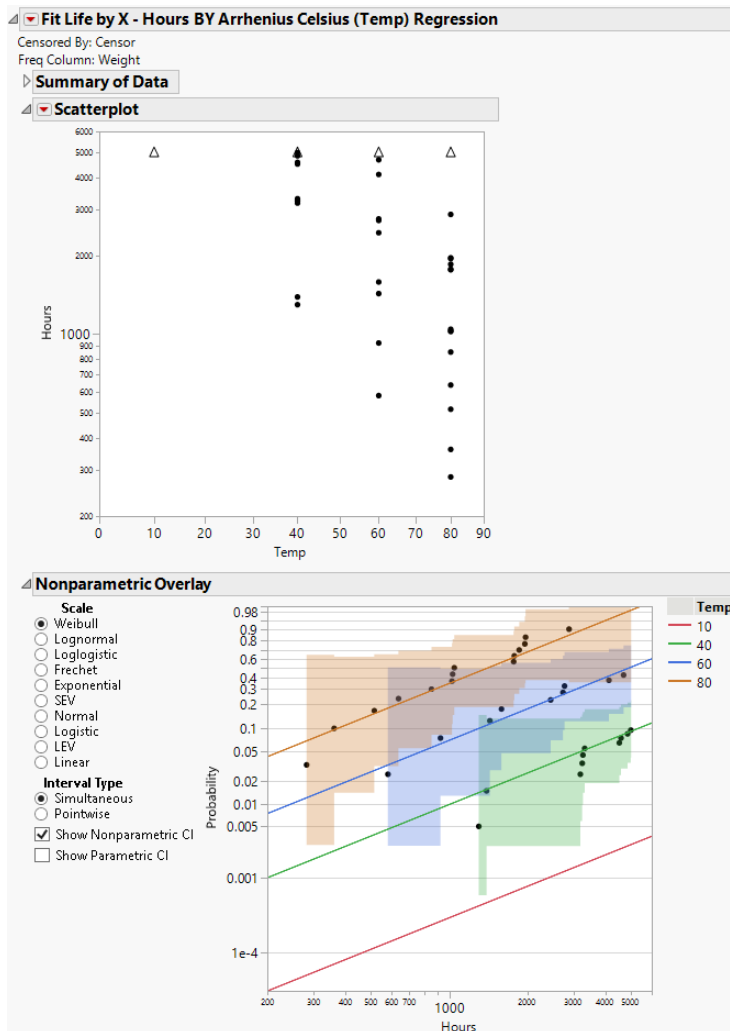 Fit Life by X - Hours BY Arrhenius Celsius (Temp) Regression
Censored By: Censor
Freq Column: Weight
Summary of Data
Scatterplot
6000
5000
4000
3000
2000
1000
900
800
700
600
500
400
300
200
Hours
0 10 20 30 40 50 60 70 80 90
Temp
Nonparametric Overlay
Scale
Weibull
Lognormal
Loglogistic
Frechet
Exponential
SEV
Normal
Logistic
LEV
Linear
Interval Type
Simultaneous
Pointwise
Show Nonparametric CI
Show Parametric CI
0.98
0.9
0.8
0.6
0.4
0.3
0.2
0.1
0.05
0.02
0.01
0.005
0.001
1e-4
Probability
200 300 400 500 600 700 1000 2000 3000 4000 5000
Hours
Temp
10
40
60
80